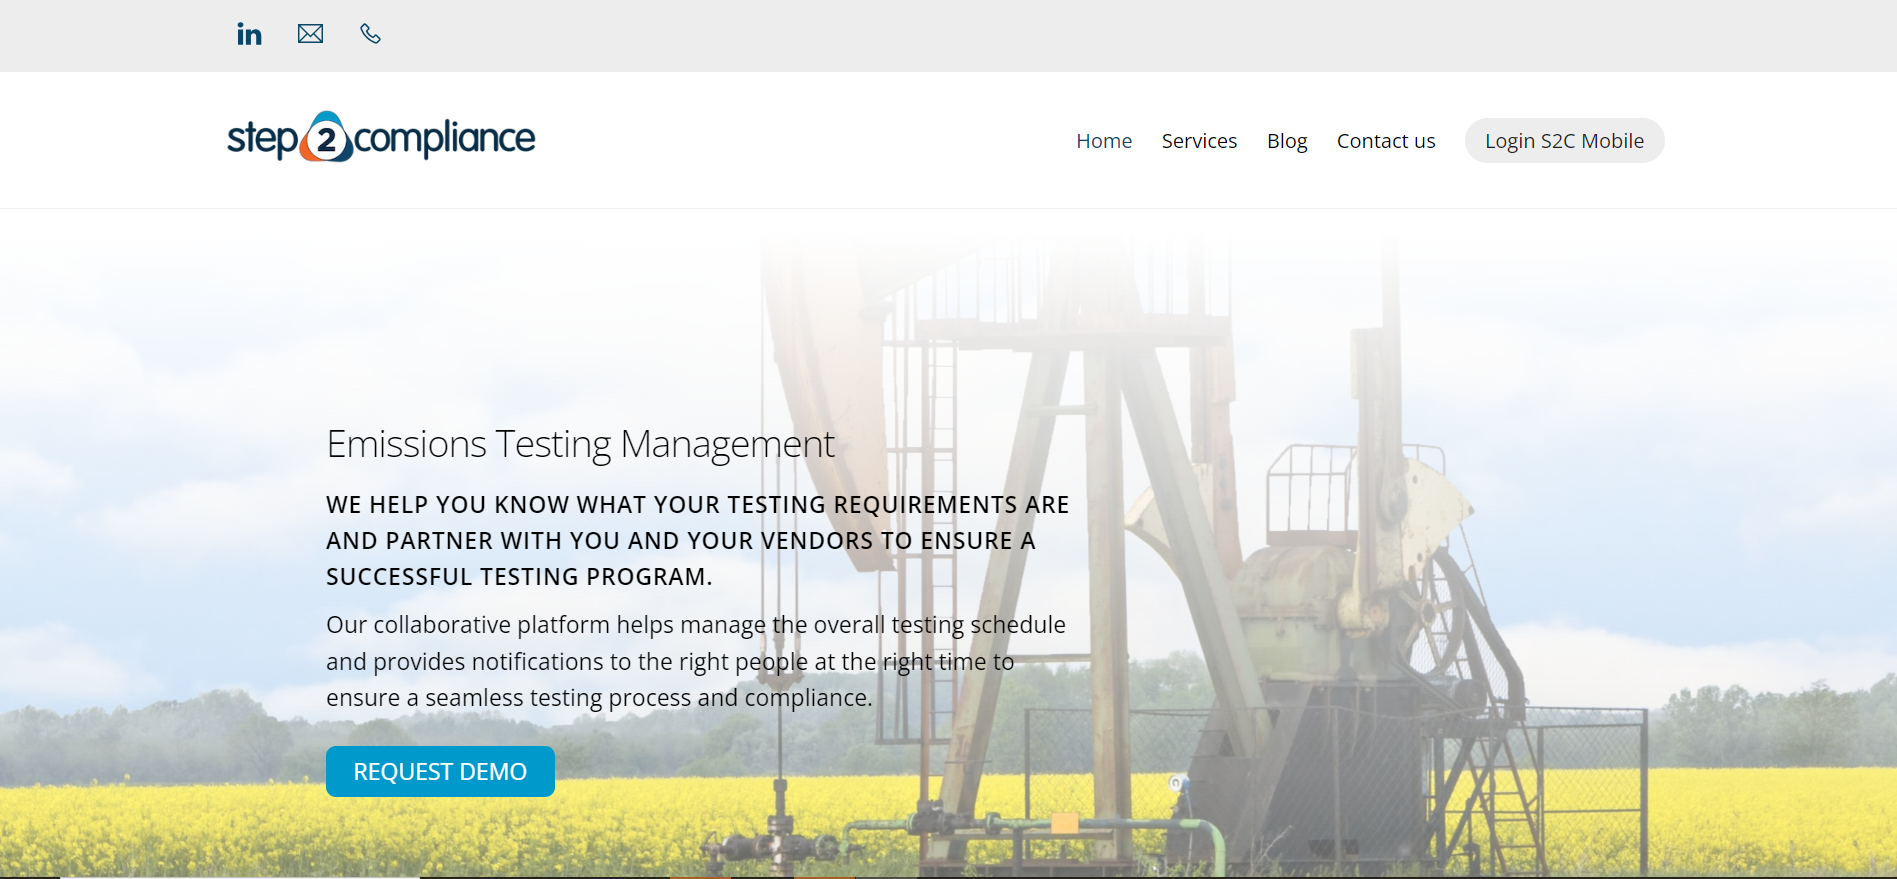 in
step 2 compliance
Home Services Blog Contact us Login S2C Mobile
Emissions Testing Management
WE HELP YOU KNOW WHAT YOUR TESTING REQUIREMENTS ARE
AND PARTNER WITH YOU AND YOUR VENDORS TO ENSURE A
SUCCESSFUL TESTING PROGRAM.
Our collaborative platform helps manage the overall testing schedule
and provides notifications to the right people at the right time to
ensure a seamless testing process and compliance.
REQUEST DEMO